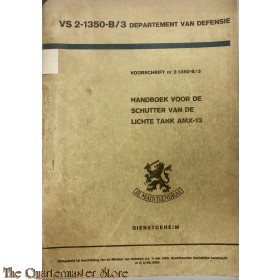 VS 2-1350-B/3 DEPARTEMENT VAN DEFENSIE
VOORSCHRIFT nr 2-1350-B/3
HANDBOEK VOOR DE
SCHUTTER VAN DE
LICHTE TANK AMX-13
JE MAINTIENDRAI
DIENSTGEHEIM
The Quartermaster Store